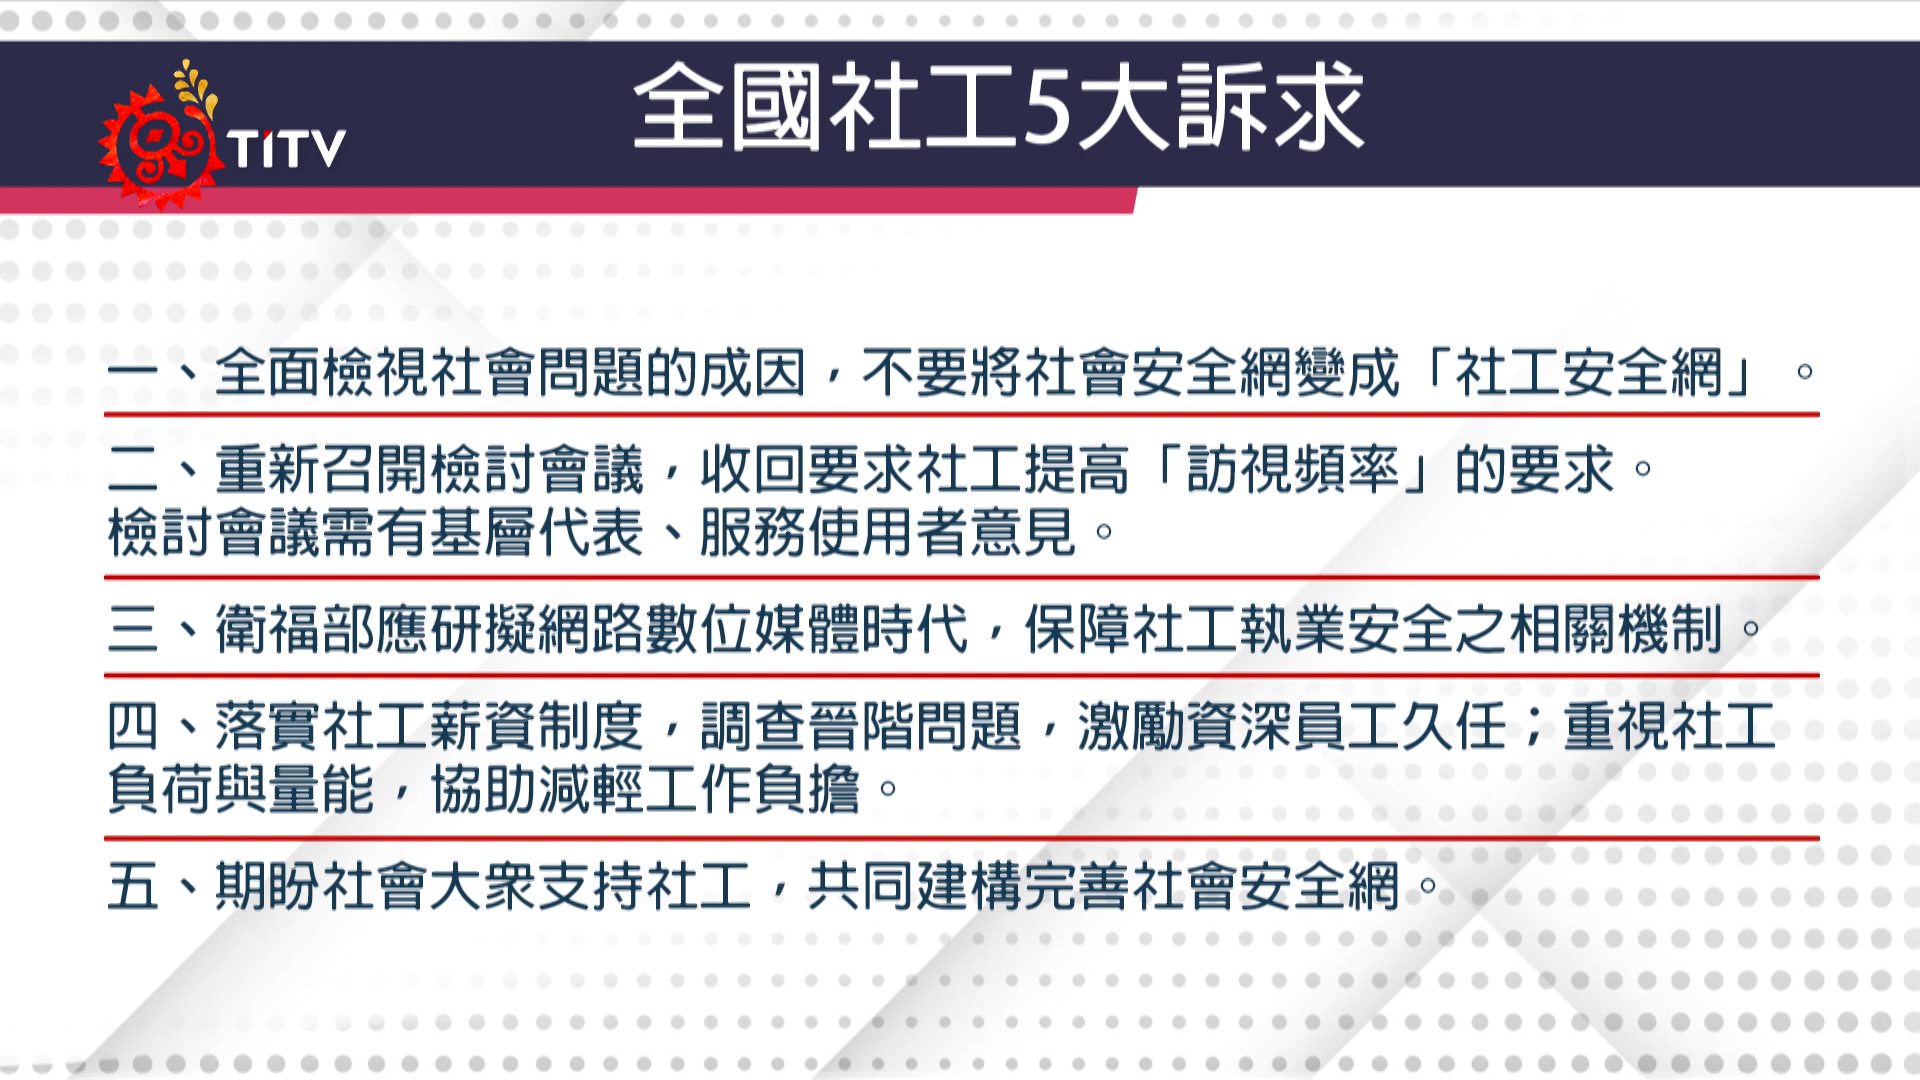 TITV
全國社工5大訴求
一、全面檢視社會問題的成因，不要將社會安全網變成「社工安全網」。
二、重新召開檢討會議，收回要求社工提高「訪視頻率」的要求。
檢討會議需有基層代表、服務使用者意見。
三、衛福部應研擬網路數位媒體時代，保障社工執業安全之相關機制。
四、落實社工薪資制度，調查晉階問題，激勵資深員工久任；重視社工
負荷與量能，協助減輕工作負擔。
五、期盼社會大眾支持社工，共同建構完善社會安全網。